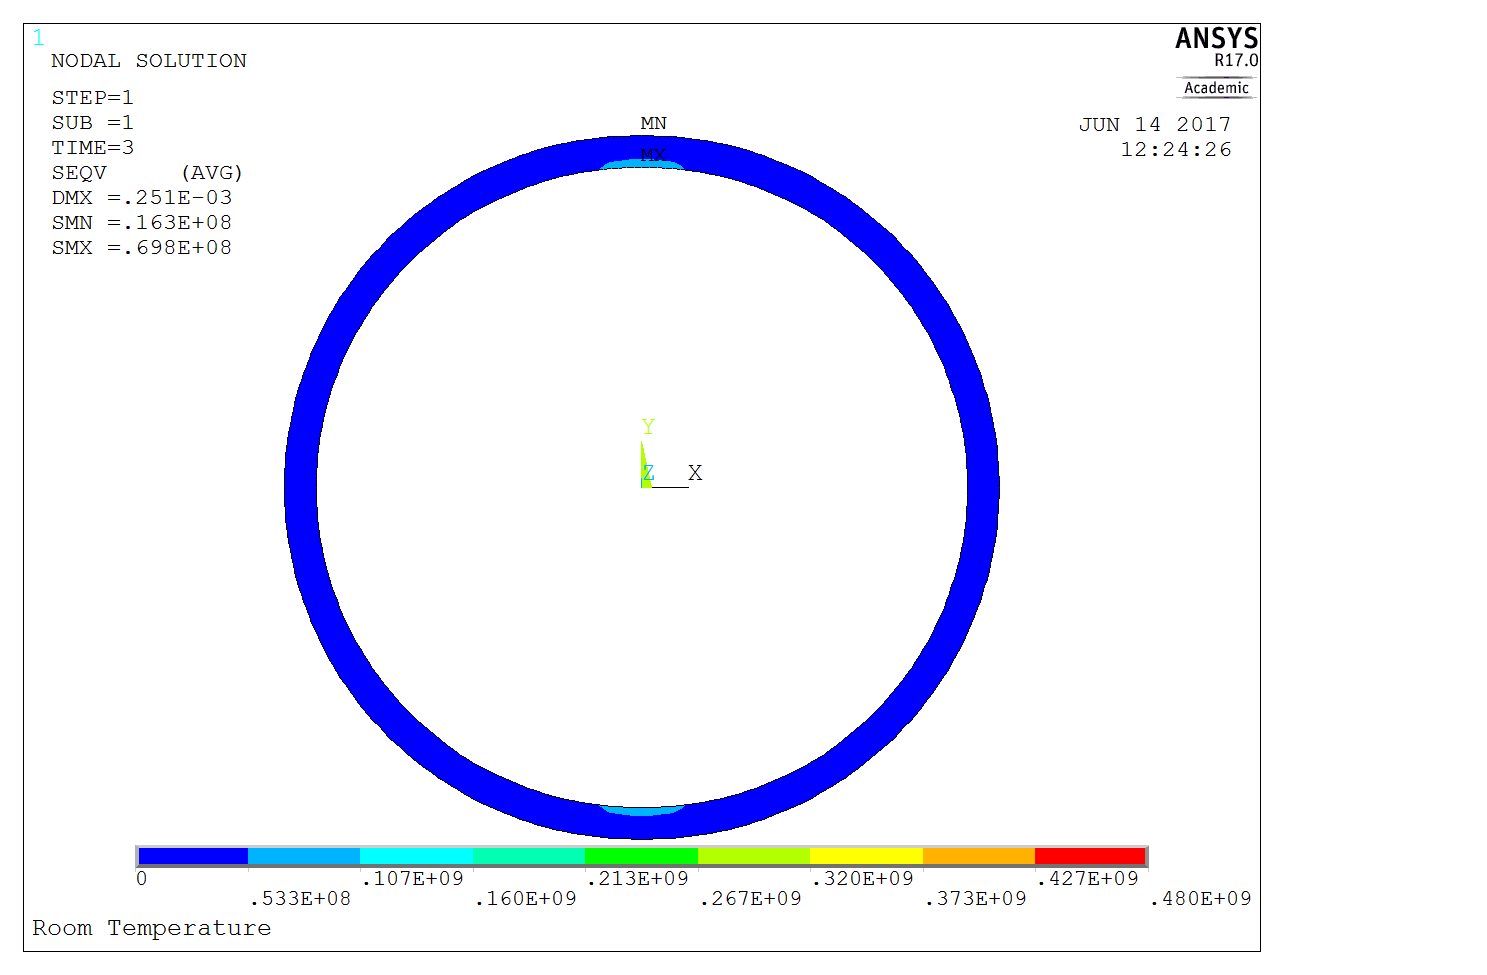 1
ANSYS
R17.0
Academic
NODAL SOLUTION
STEP=1
SUB =1
TIME=3
SEQV (AVG)
DMX =.251E-03
SMN =.163E+08
SMX =.698E+08
JUN 14 2017
12:24:26
MN
MX
Y
Z X
0 .107E+09 .213E+09 .320E+09 .427E+09
.533E+08 .160E+09 .267E+09 .373E+09 .480E+09
Room Temperature